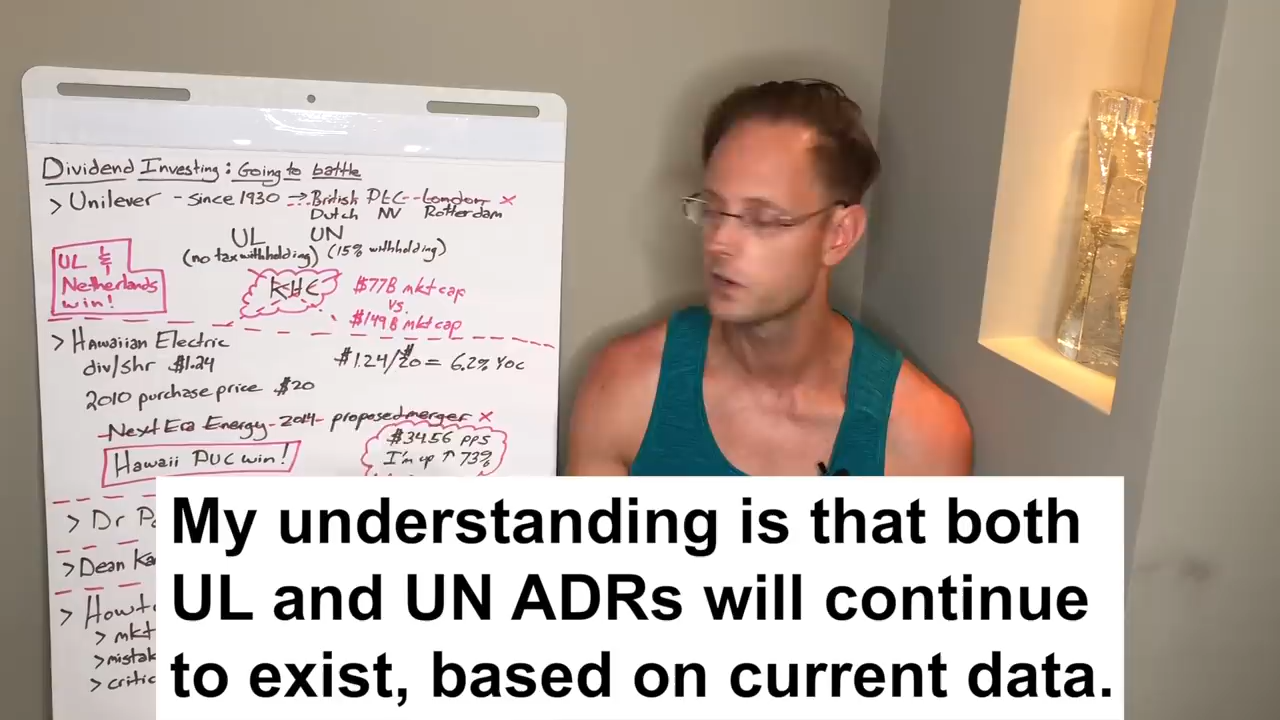 Dividend Investing: Going to battle
> Unilever - since 1930 → British PLC - London x
Dutch NV Rotterdam
UL UN
(no tax withholding) (15% withholding)
UL &
Netherlands
win!
KHC
$77B mkt cap
vs.
$149B mkt cap
> Hawaiian Electric
div/shr $1.24
$1.24/$20 = 6.2% YOC
2010 purchase price $20
Next Era Energy - 2014 - proposed merger x
$34.56 PPS
I'm up ↑ 73%
Hawaii PUC win!
> Dr
> Dean
>
> mkt
>
>
My understanding is that both
UL and UN ADRs will continue
to exist, based on current data.